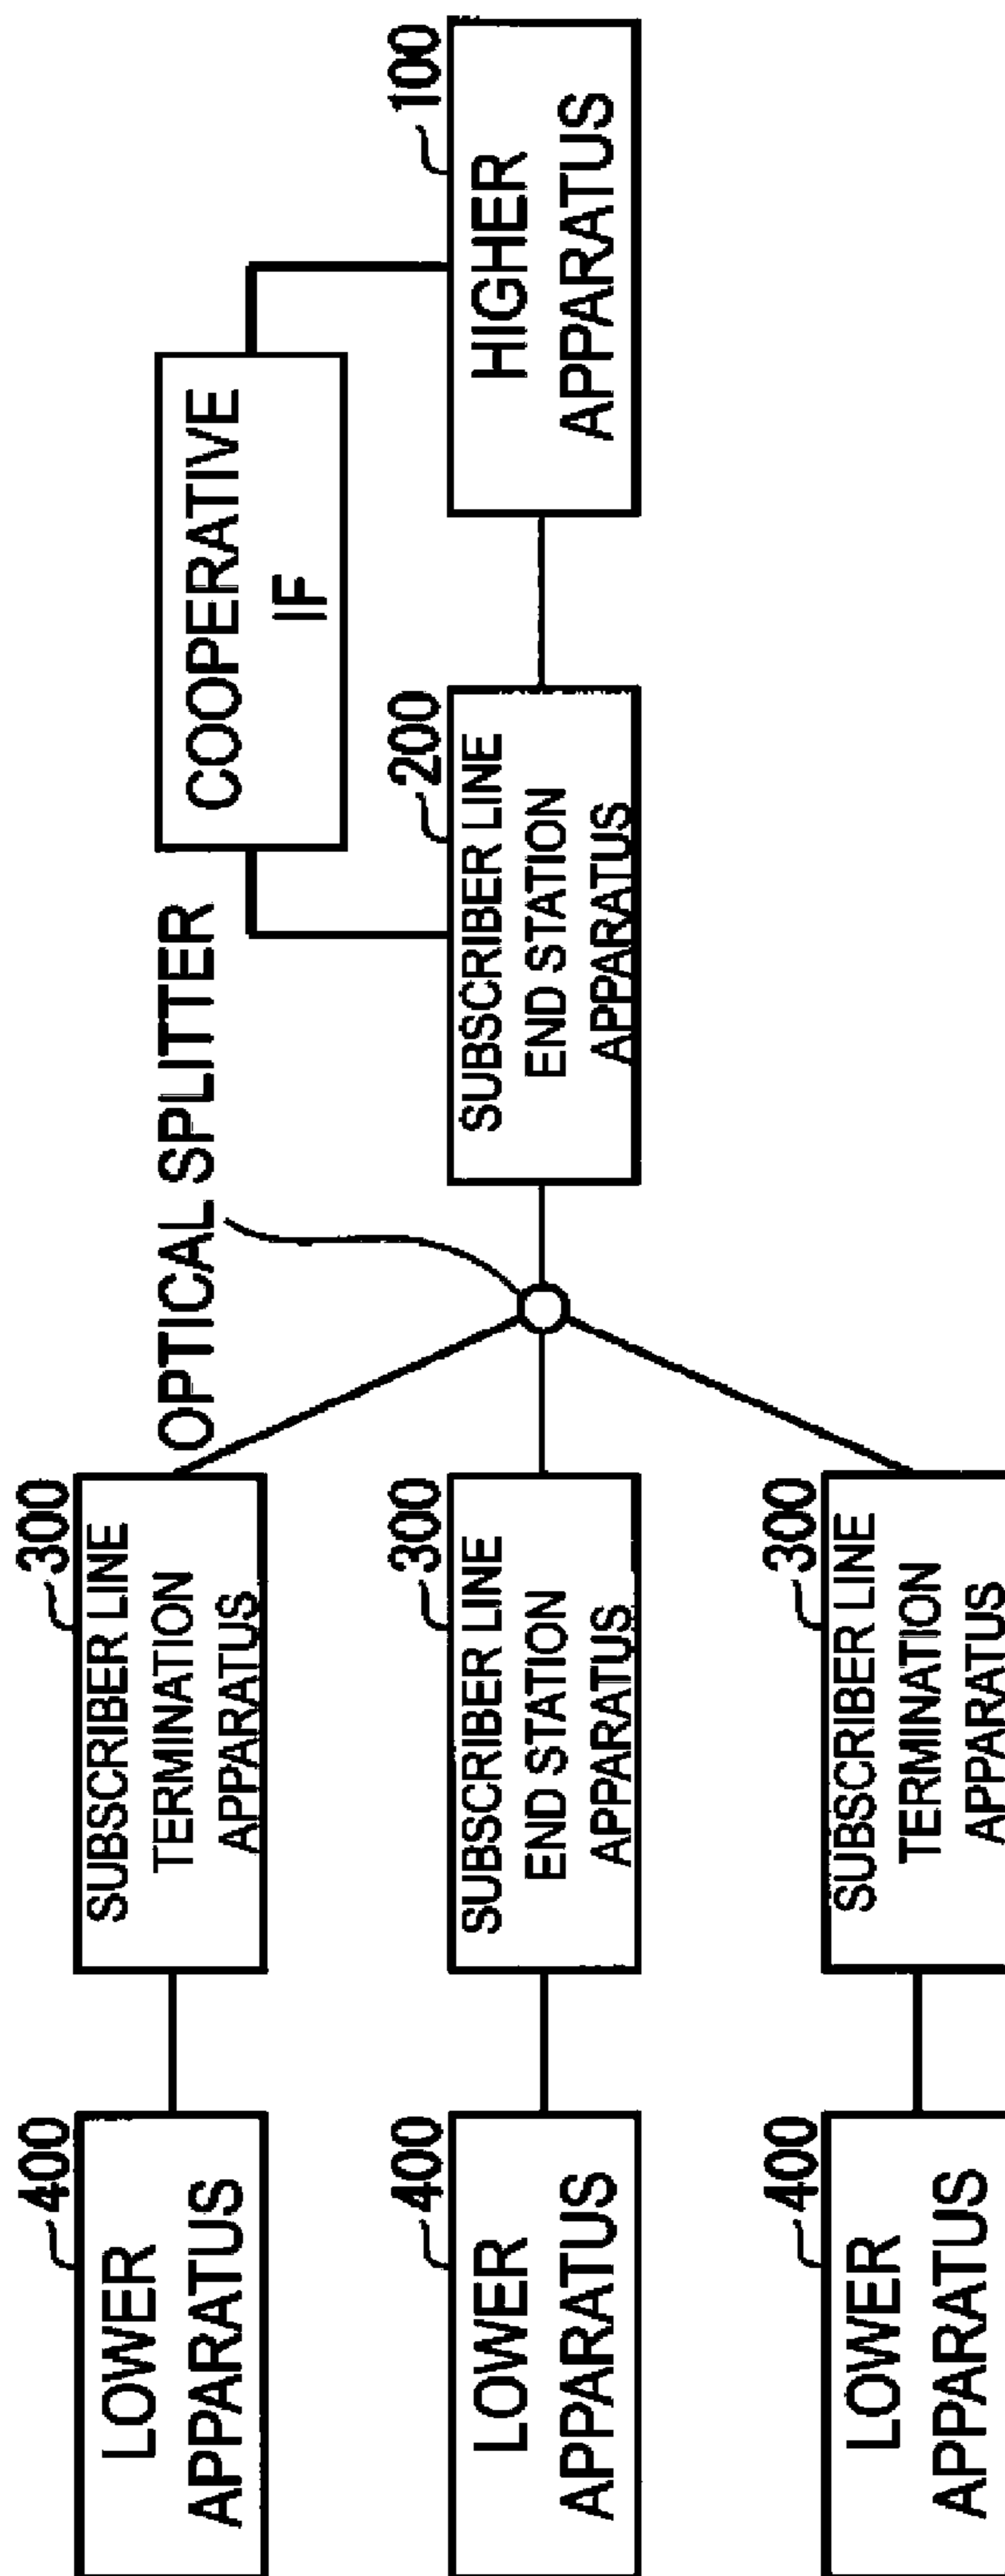 400
LOWER
APPARATUS
300
SUBSCRIBER LINE
TERMINATION
APPARATUS
OPTICAL SPLITTER
COOPERATIVE
IF
400
LOWER
APPARATUS
300
SUBSCRIBER LINE
END STATION
APPARATUS
200
SUBSCRIBER LINE
END STATION
APPARATUS
100
HIGHER
APPARATUS
400
LOWER
APPARATUS
300
SUBSCRIBER LINE
TERMINATION
APPARATUS